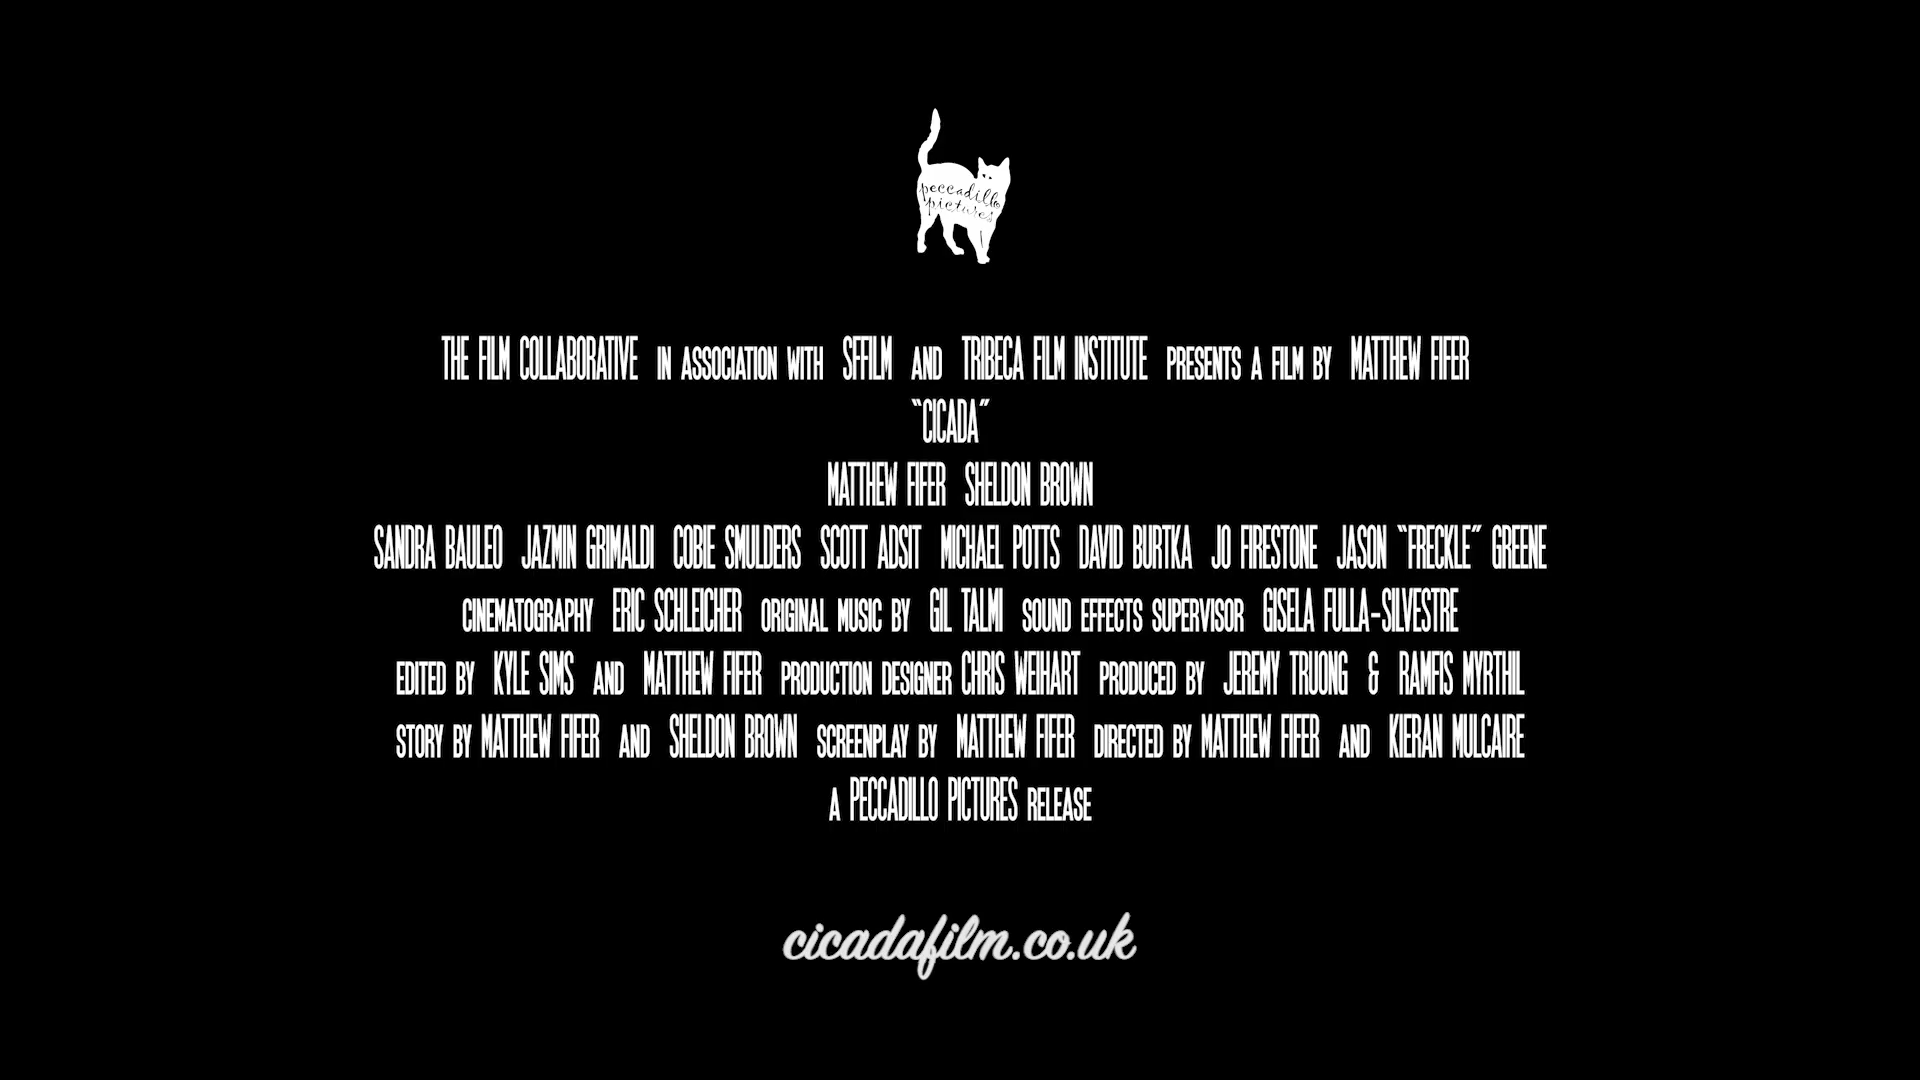 peccadillo
pictures
THE FILM COLLABORATIVE IN ASSOCIATION WITH SFFILM AND TRIBECA FILM INSTITUTE PRESENTS A FILM BY MATTHEW FIFER
“CICADA”
MATTHEW FIFER SHELDON BROWN
SANDRA BAULEO JAZMIN GRIMALDI COBIE SMULDERS SCOTT ADSIT MICHAEL POTTS DAVID BURTKA JO FIRESTONE JASON “FRECKLE” GREENE
CINEMATOGRAPHY ERIC SCHLEICHER ORIGINAL MUSIC BY GIL TALMI SOUND EFFECTS SUPERVISOR GISELA FULLA-SILVESTRE
EDITED BY KYLE SIMS AND MATTHEW FIFER PRODUCTION DESIGNER CHRIS WEIHART PRODUCED BY JEREMY TRUONG & RAMFIS MYRTHIL
STORY BY MATTHEW FIFER AND SHELDON BROWN SCREENPLAY BY MATTHEW FIFER DIRECTED BY MATTHEW FIFER AND KIERAN MULCAIRE
A PECCADILLO PICTURES RELEASE
cicadafilm.co.uk